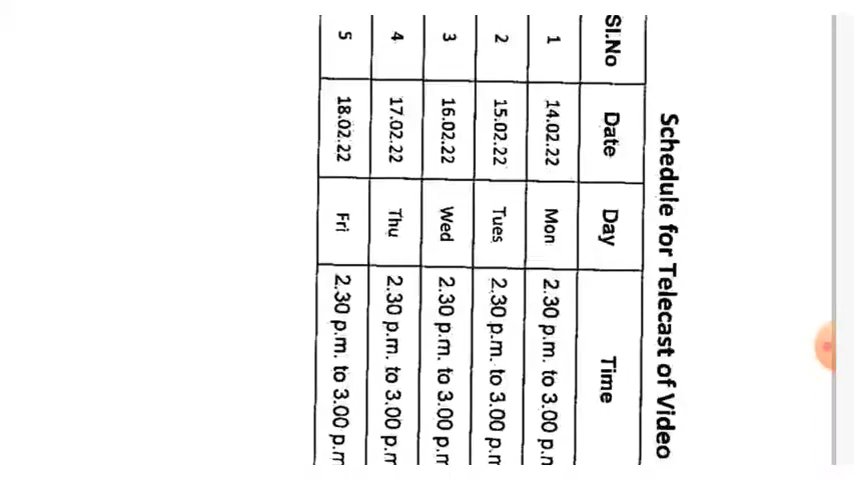 Schedule for Telecast of Video
Sl.No Date Day Time
1 14.02.22 Mon 2.30 p.m. to 3.00 p.m
2 15.02.22 Tues 2.30 p.m. to 3.00 p.m
3 16.02.22 Wed 2.30 p.m. to 3.00 p.m
4 17.02.22 Thu 2.30 p.m. to 3.00 p.m
5 18.02.22 Fri 2.30 p.m. to 3.00 p.m